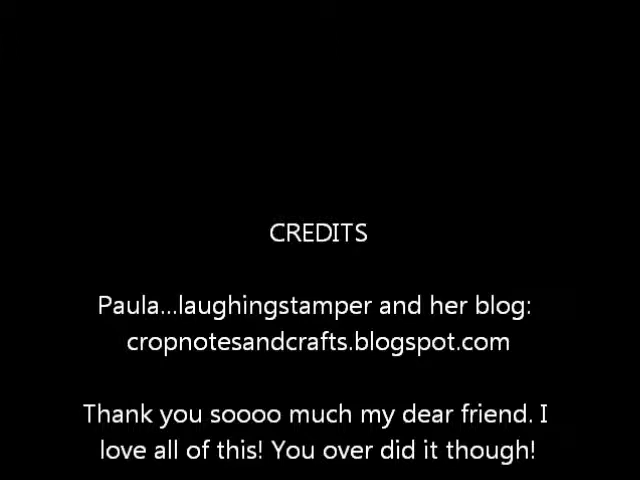 CREDITS
Paula...laughingstamper and her blog:
cropnotesandcrafts.blogspot.com
Thank you soooo much my dear friend. I
love all of this! You over did it though!